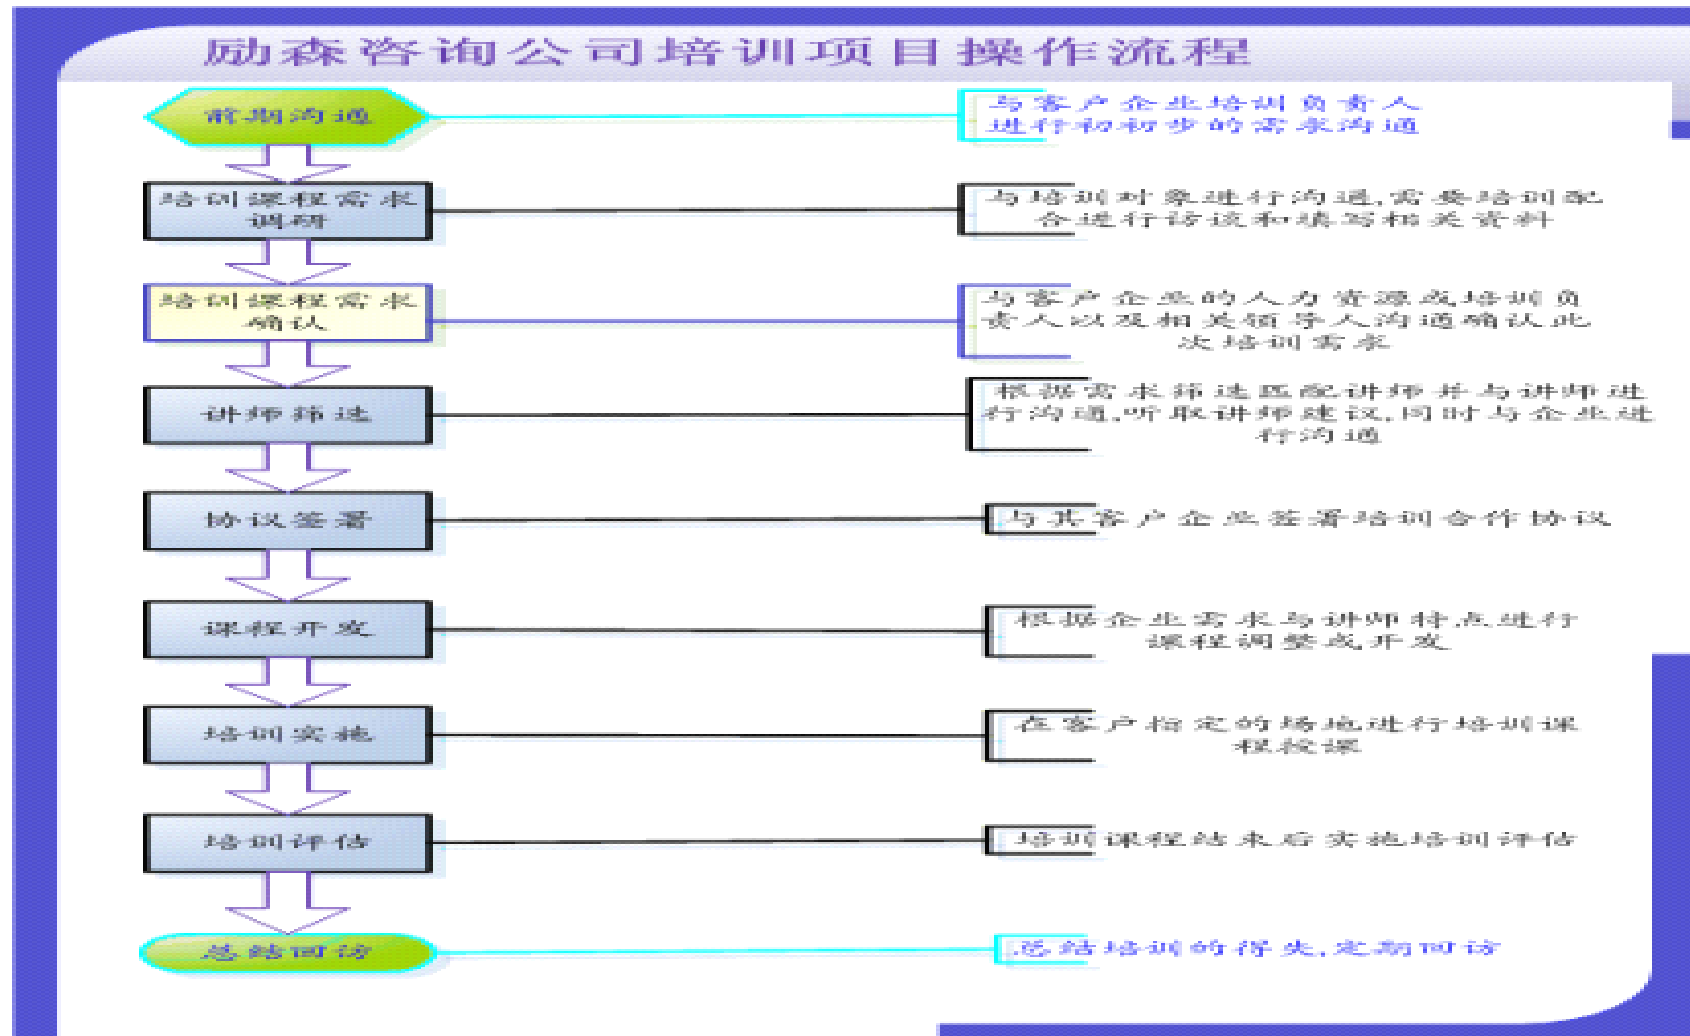 励森咨询公司培训项目操作流程
前期沟通
与客户企业培训负责人
进行初初步的需求沟通
培训课程需求
调研
与培训对象进行沟通,需要培训配
合进行访谈和填写相关资料
培训课程需求
确认
与客户企业的人力资源或培训负
责人以及相关领导人沟通确认此
次培训需求
讲师筛选
根据需求筛选匹配讲师并与讲师进
行沟通,听取讲师建议,同时与企业进
行沟通
协议签署
与其客户企业签署培训合作协议
课程开发
根据企业需求与讲师特点进行
课程调整或开发
培训实施
在客户指定的场地进行培训课
程授课
培训评估
培训课程结束后实施培训评估
总结回访
总结培训的得失,定期回访